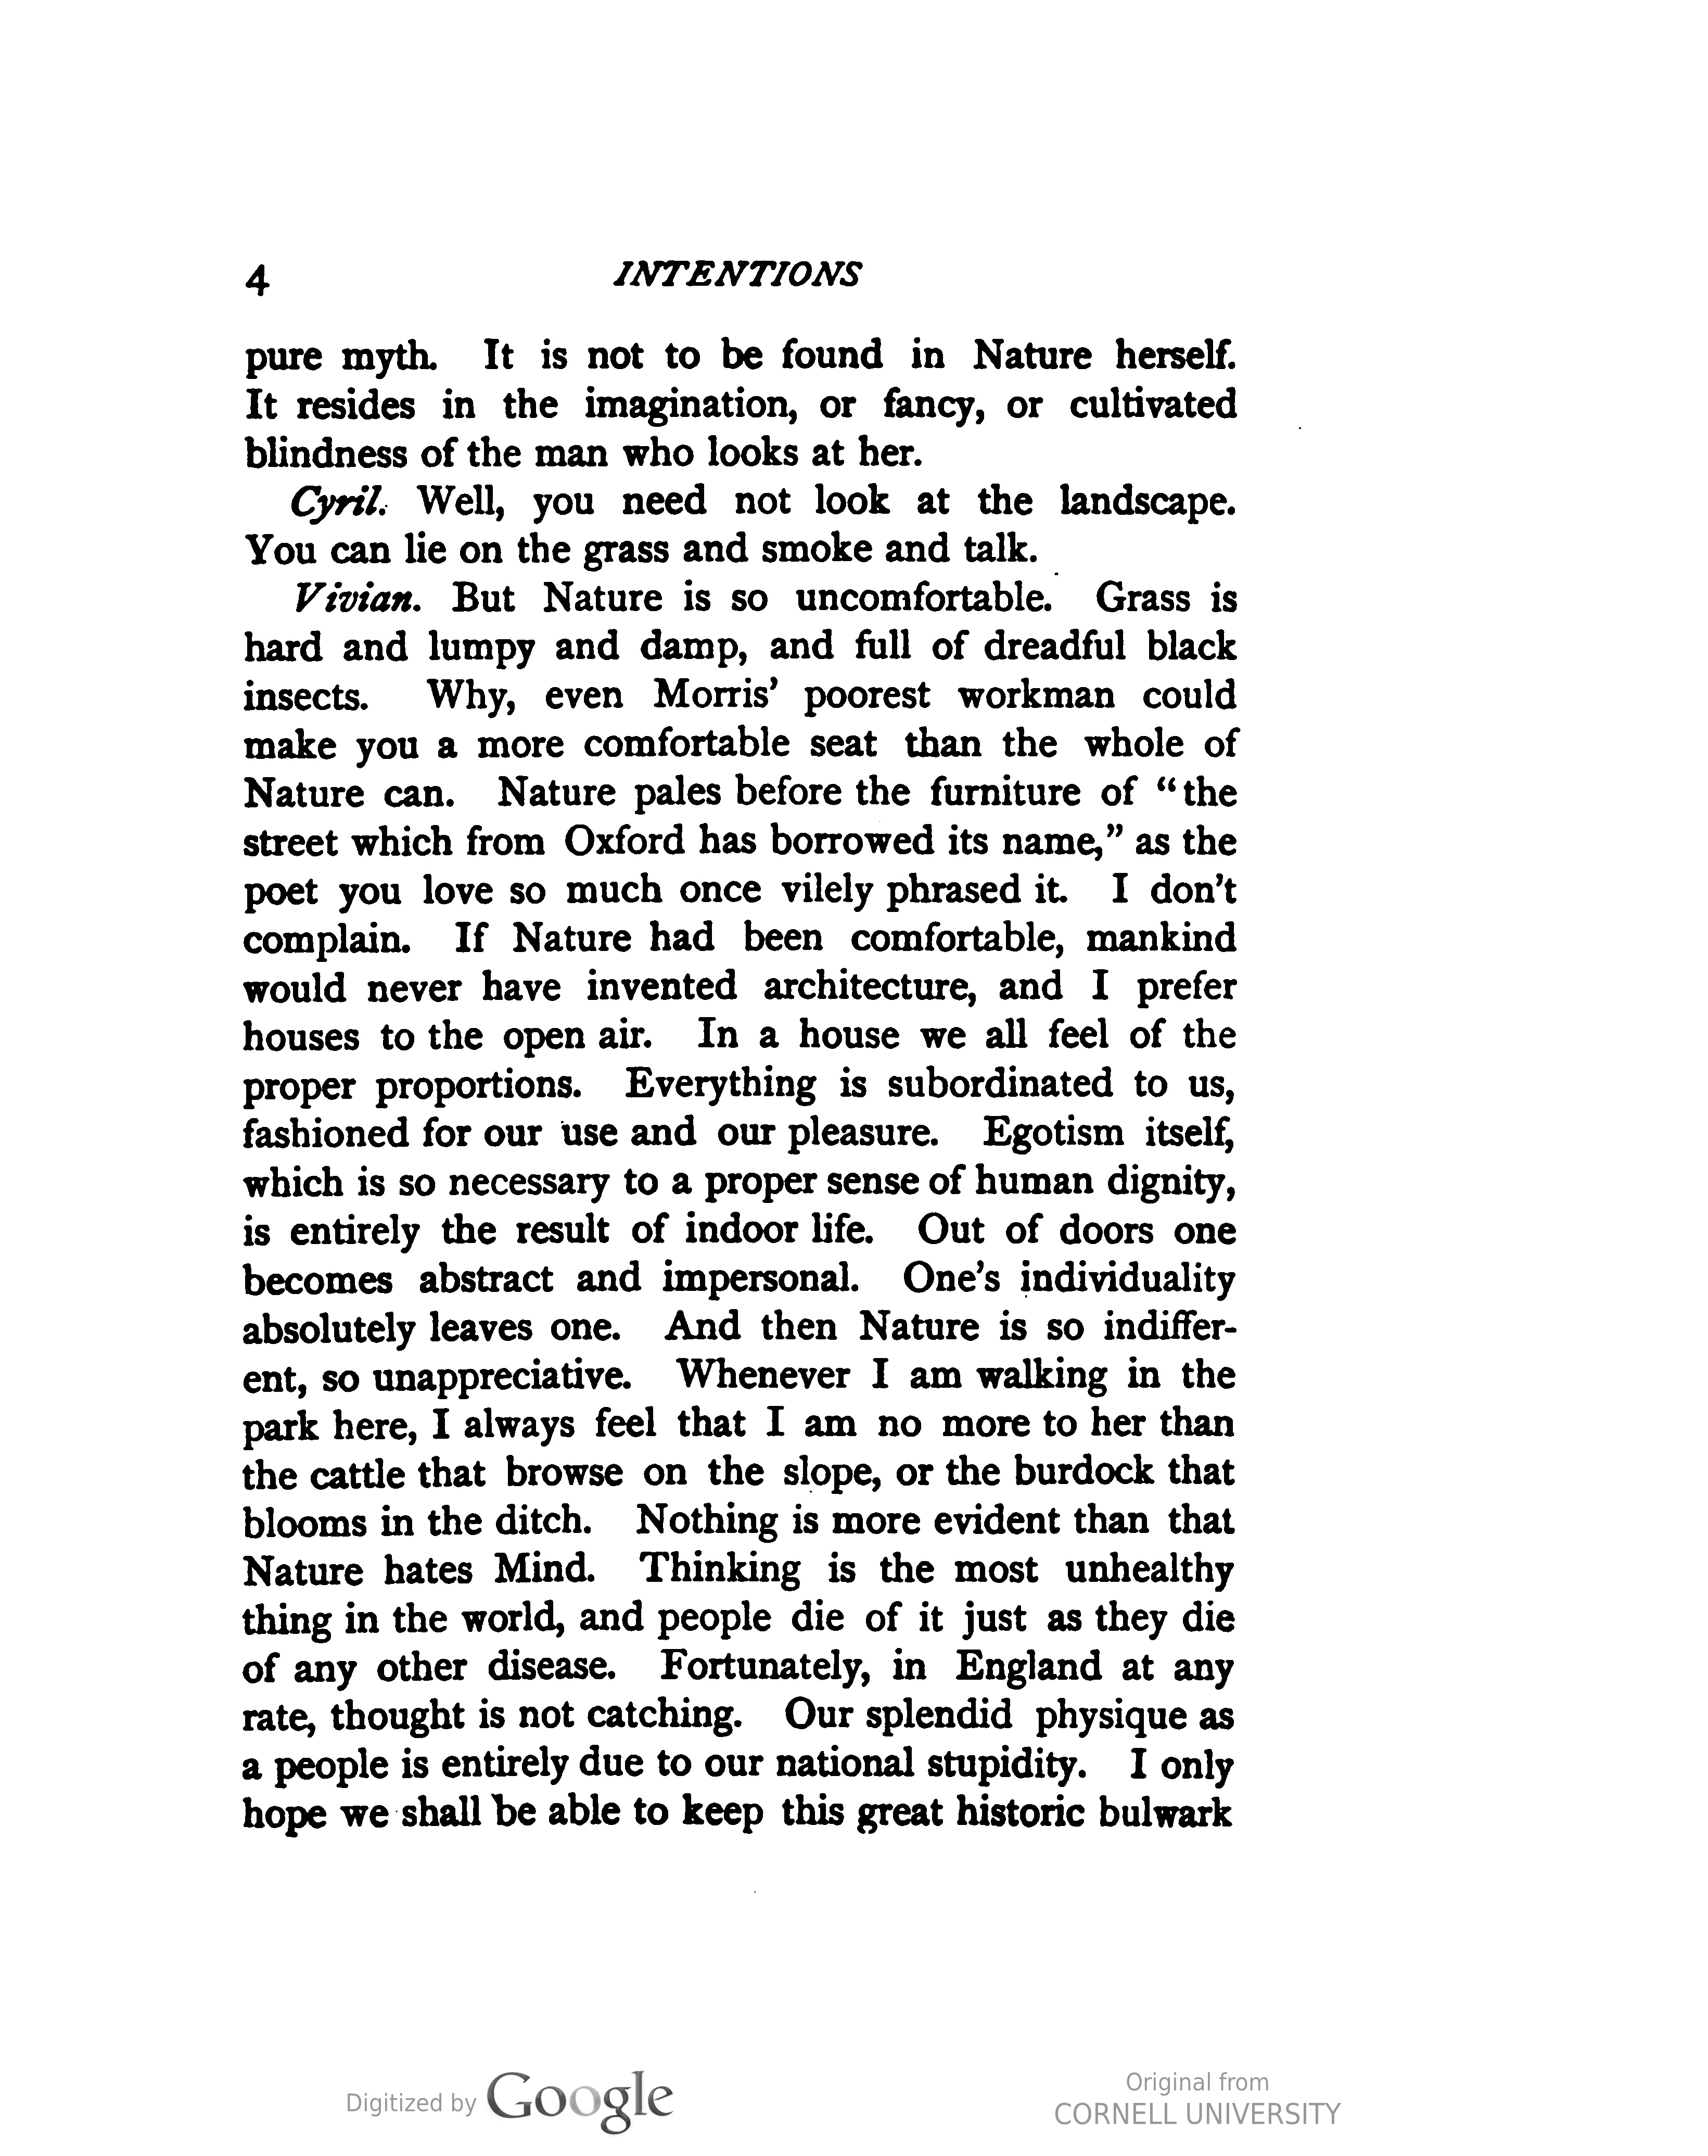 4 INTENTIONS
pure myth. It is not to be found in Nature herself.
It resides in the imagination, or fancy, or cultivated
blindness of the man who looks at her.
Cyril. Well, you need not look at the landscape.
You can lie on the grass and smoke and talk.
Vivian. But Nature is so uncomfortable. Grass is
hard and lumpy and damp, and full of dreadful black
insects. Why, even Morris’ poorest workman could
make you a more comfortable seat than the whole of
Nature can. Nature pales before the furniture of “the
street which from Oxford has borrowed its name,” as the
poet you love so much once vilely phrased it. I don’t
complain. If Nature had been comfortable, mankind
would never have invented architecture, and I prefer
houses to the open air. In a house we all feel of the
proper proportions. Everything is subordinated to us,
fashioned for our use and our pleasure. Egotism itself,
which is so necessary to a proper sense of human dignity,
is entirely the result of indoor life. Out of doors one
becomes abstract and impersonal. One’s individuality
absolutely leaves one. And then Nature is so indiffer-
ent, so unappreciative. Whenever I am walking in the
park here, I always feel that I am no more to her than
the cattle that browse on the slope, or the burdock that
blooms in the ditch. Nothing is more evident than that
Nature hates Mind. Thinking is the most unhealthy
thing in the world, and people die of it just as they die
of any other disease. Fortunately, in England at any
rate, thought is not catching. Our splendid physique as
a people is entirely due to our national stupidity. I only
hope we shall be able to keep this great historic bulwark
Digitized by Google
Original from
CORNELL UNIVERSITY